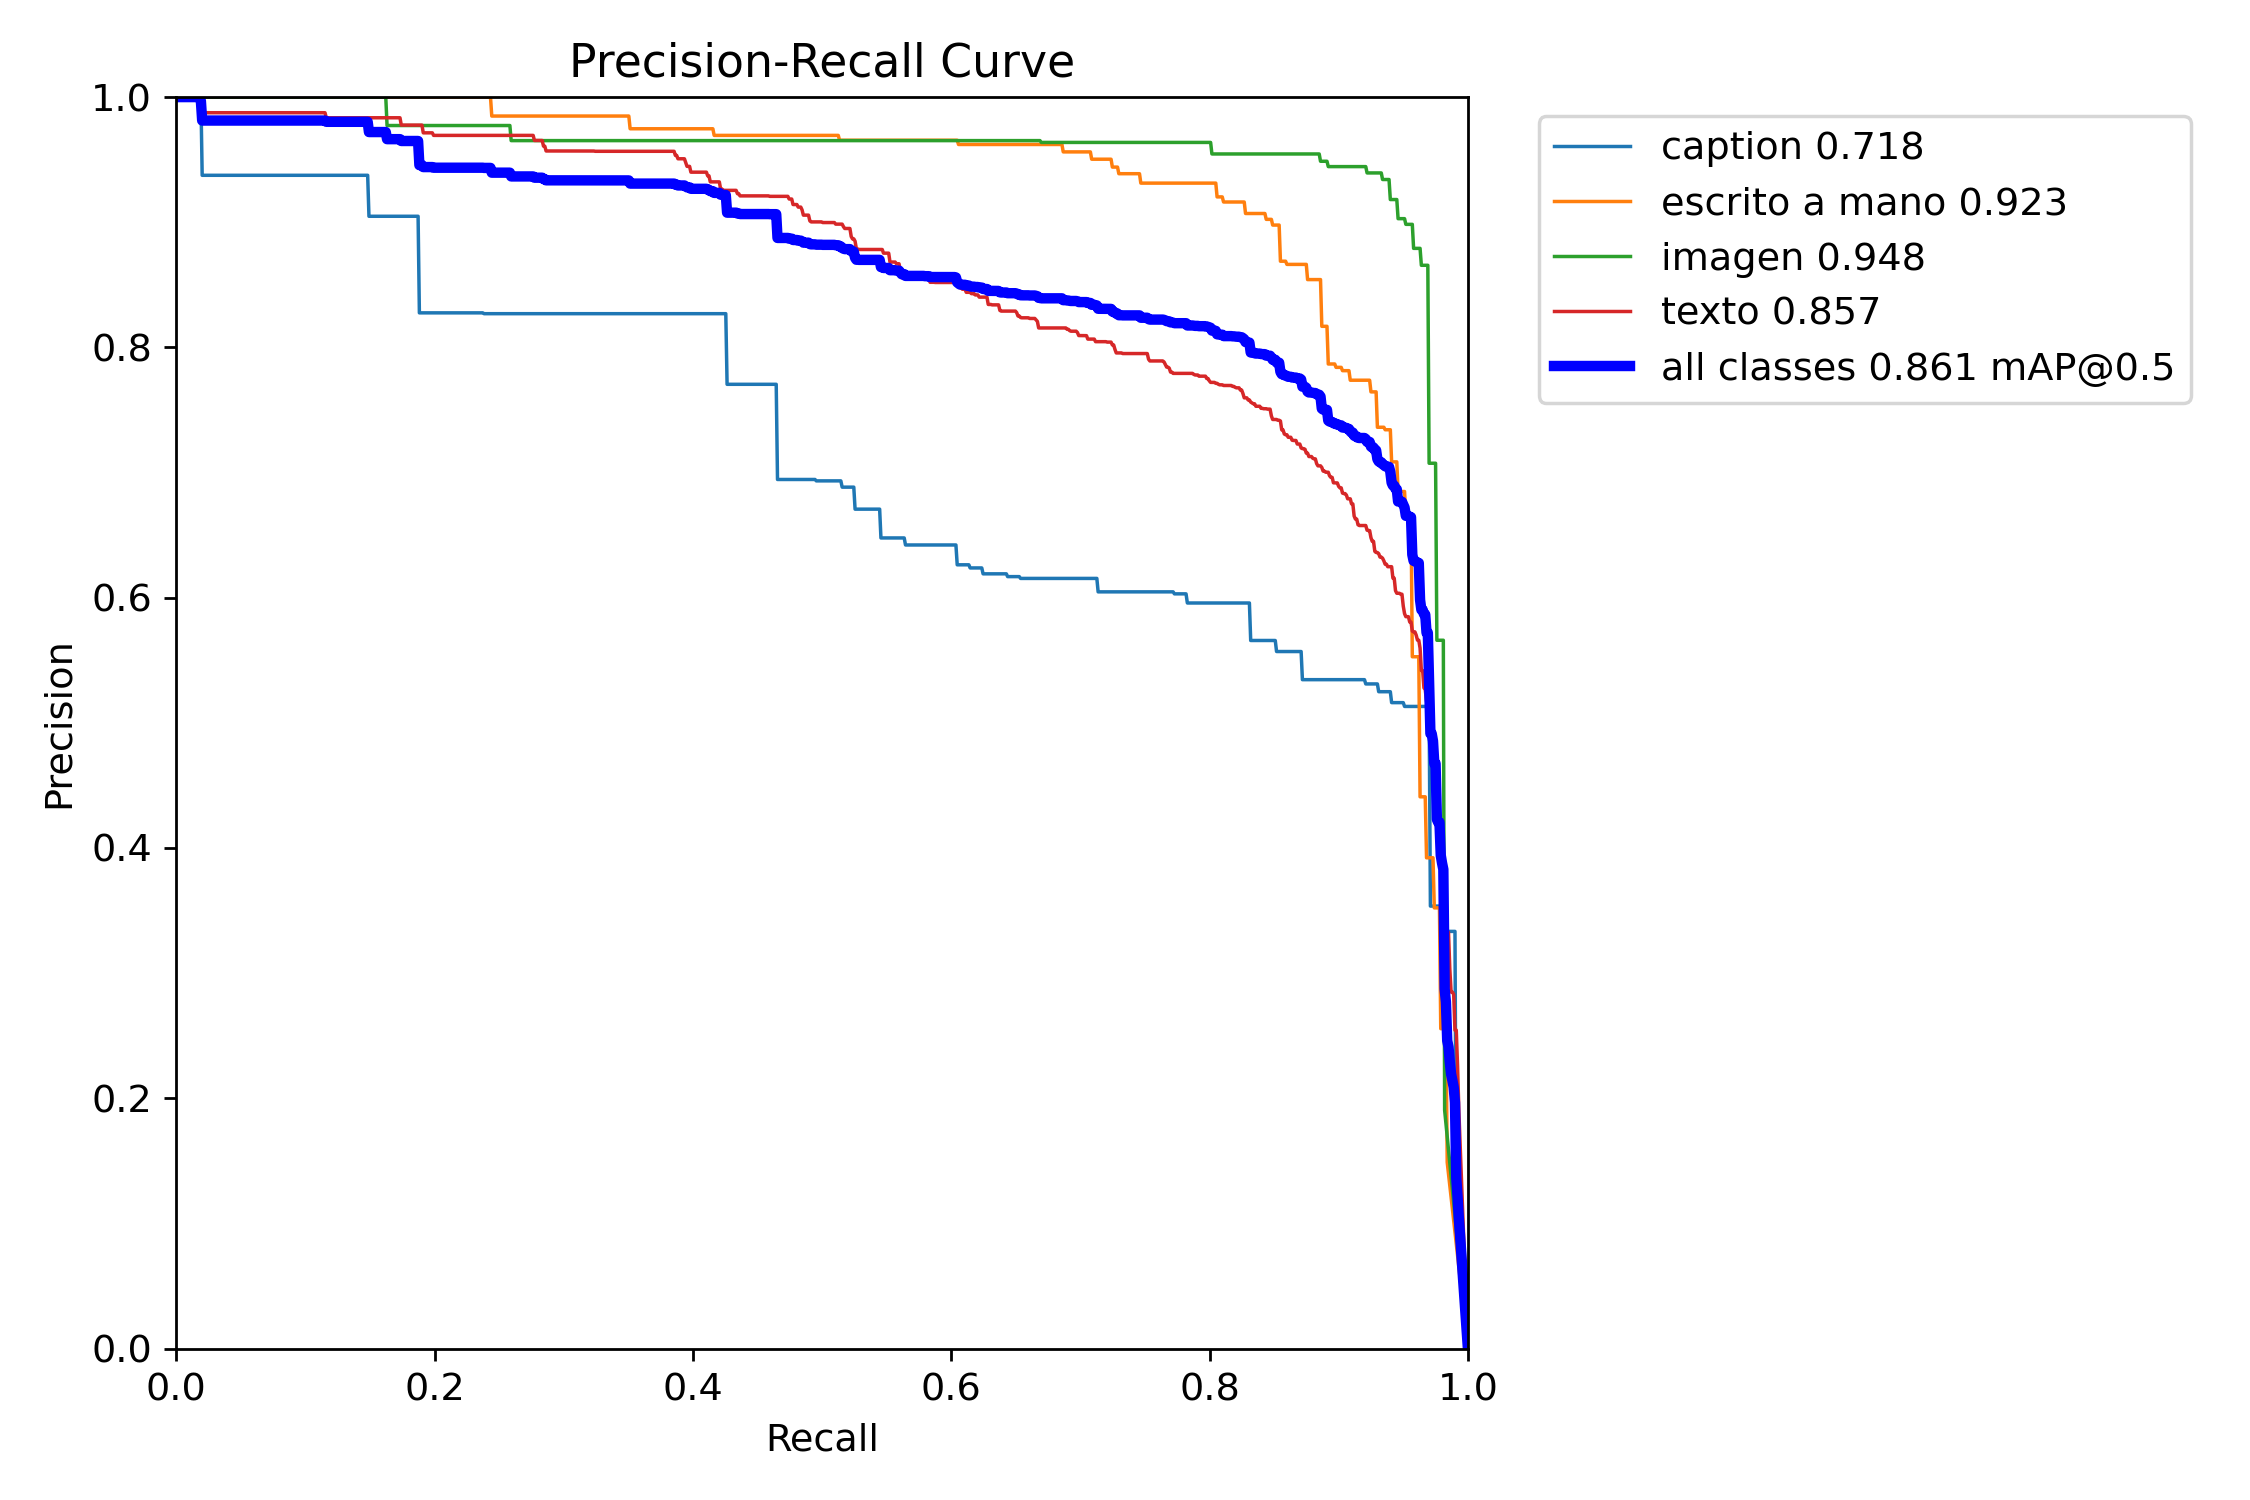 Precision-Recall Curve
1.0
0.8
0.6
0.4
0.2
0.0
Precision
0.0 0.2 0.4 0.6 0.8 1.0
Recall
caption 0.718
escrito a mano 0.923
imagen 0.948
texto 0.857
all classes 0.861 mAP@0.5